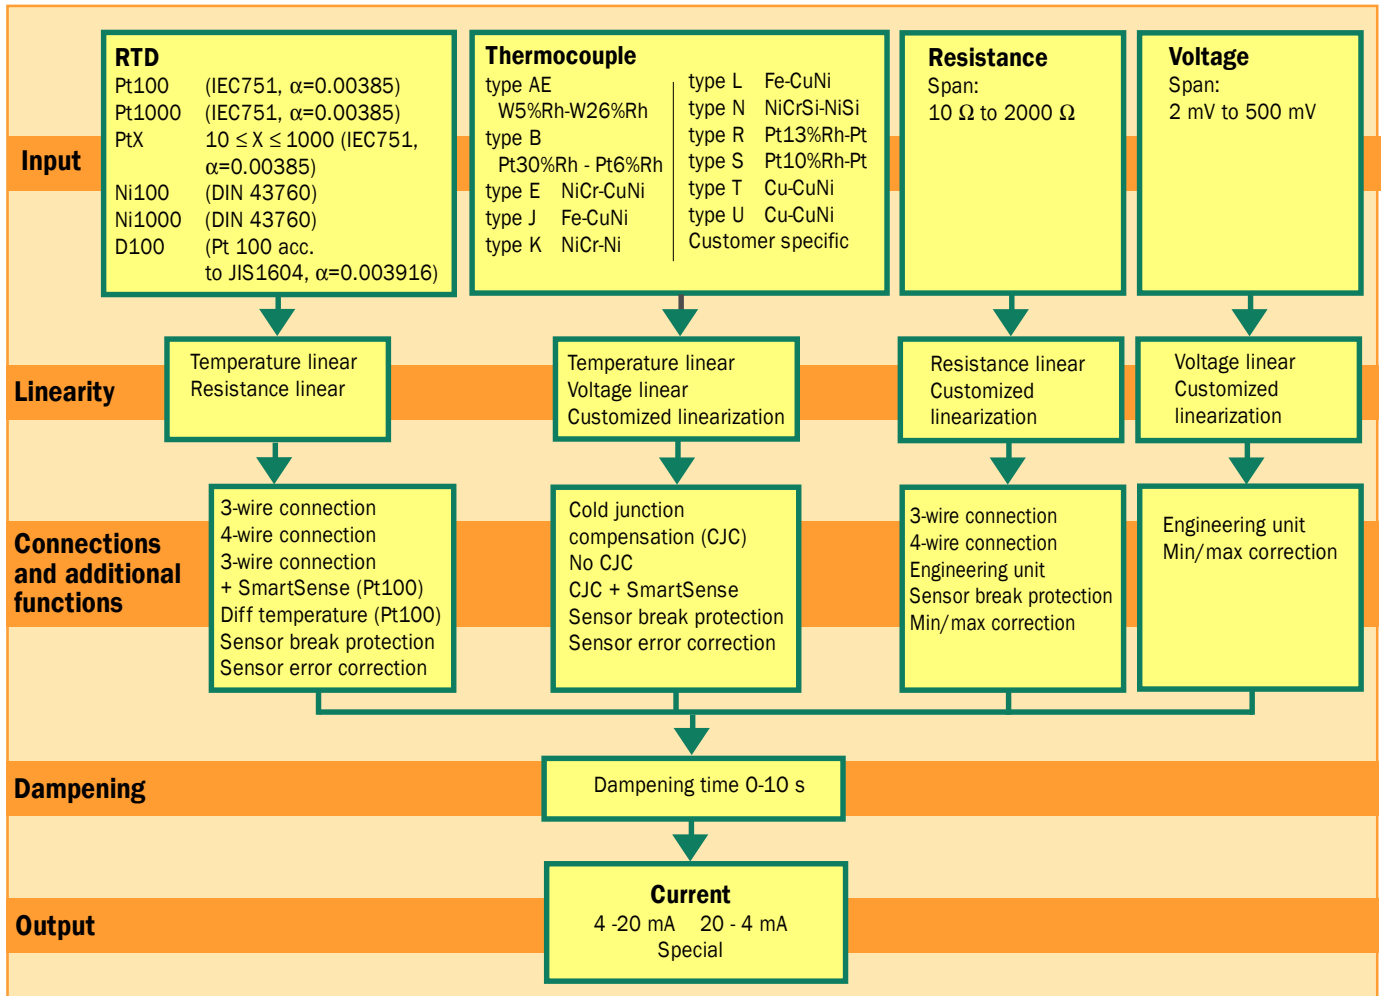 Input
RTD
Pt100 (IEC751, α=0.00385)
Pt1000 (IEC751, α=0.00385)
PtX 10 ≤ X ≤ 1000 (IEC751,
α=0.00385)
Ni100 (DIN 43760)
Ni1000 (DIN 43760)
D100 (Pt 100 acc.
to JIS1604, α=0.003916)
Thermocouple
type AE
W5%Rh-W26%Rh
type B
Pt30%Rh - Pt6%Rh
type E NiCr-CuNi
type J Fe-CuNi
type K NiCr-Ni
type L Fe-CuNi
type N NiCrSi-NiSi
type R Pt13%Rh-Pt
type S Pt10%Rh-Pt
type T Cu-CuNi
type U Cu-CuNi
Customer specific
Resistance
Span:
10 Ω to 2000 Ω
Voltage
Span:
2 mV to 500 mV
Linearity
Temperature linear
Resistance linear
Temperature linear
Voltage linear
Customized linearization
Resistance linear
Customized
linearization
Voltage linear
Customized
linearization
Connections
and additional
functions
3-wire connection
4-wire connection
3-wire connection
+ SmartSense (Pt100)
Diff temperature (Pt100)
Sensor break protection
Sensor error correction
Cold junction
compensation (CJC)
No CJC
CJC + SmartSense
Sensor break protection
Sensor error correction
3-wire connection
4-wire connection
Engineering unit
Sensor break protection
Min/max correction
Engineering unit
Min/max correction
Dampening
Dampening time 0-10 s
Output
Current
4 -20 mA 20 - 4 mA
Special